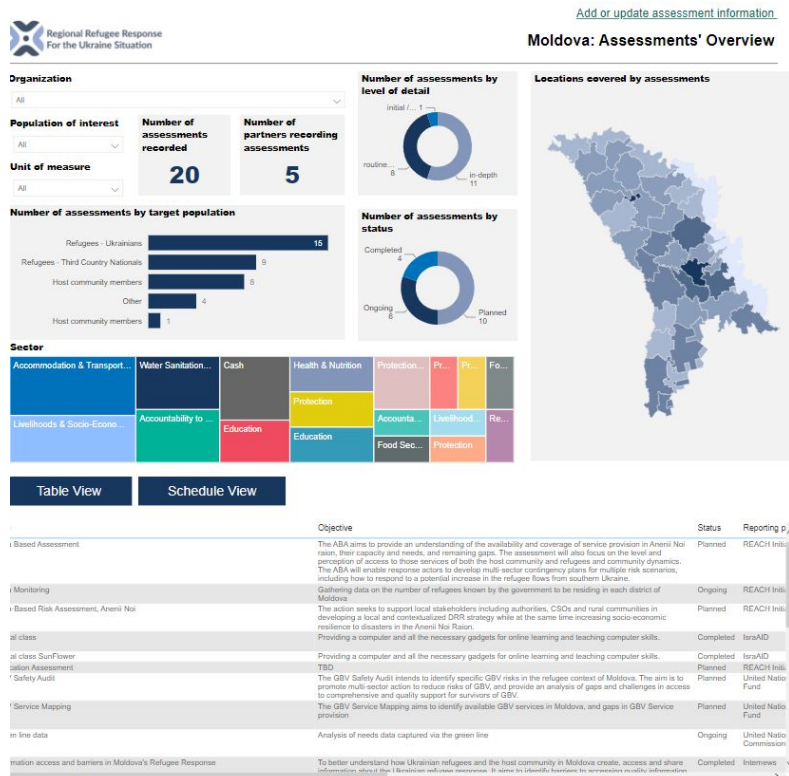 Add or update assessment information
Regional Refugee Response
For the Ukraine Situation
Moldova: Assessments' Overview
Organization
All
Population of interest
All
Unit of measure
All
Number of
assessments
recorded
20
Number of
partners recording
assessments
5
Number of assessments by
level of detail
initial /... 1
routine...
8
in-depth
11
Locations covered by assessments
Number of assessments by target population
Refugees - Ukrainians 15
Refugees - Third Country Nationals 9
Host community members 8
Other 4
Host community members 1
Number of assessments by
status
Completed
4
Ongoing
6
Planned
10
Sector
Accommodation & Transport...
Water Sanitation...
Cash
Health & Nutrition
Protection...
Pr...
Pr...
Fo...
Protection
Livelihoods & Socio-Econo...
Accountability to ...
Education
Education
Accounta...
Livelihood...
Re...
Food Sec...
Protection
Table View
Schedule View
Objective Status Reporting p
Based Assessment The ABA aims to provide an understanding of the availability and coverage of service provision in Anenii Noi Planned REACH Initi
raion, their capacity and needs, and remaining gaps. The assessment will also focus on the level and
perception of access to those services of both the host community and refugees and community dynamics.
The ABA will enable response actors to develop multi-sector contingency plans for multiple risk scenarios,
including how to respond to a potential increase in the refugee flows from southern Ukraine.
Monitoring Gathering data on the number of refugees known by the government to be residing in each district of Ongoing REACH Initi
Moldova
-Based Risk Assessment, Anenii Noi The action seeks to support local stakeholders including authorities, CSOs and rural communities in Planned REACH Initi
developing a local and contextualized DRR strategy while at the same time increasing socio-economic
resilience to disasters in the Anenii Noi Raion.
al class Providing a computer and all the necessary gadgets for online learning and teaching computer skills. Completed IsraAID
al class SunFlower Providing a computer and all the necessary gadgets for online learning and teaching computer skills. Completed IsraAID
cation Assessment TBD Planned REACH Initi
Safety Audit The GBV Safety Audit intends to identify specific GBV risks in the refugee context of Moldova. The aim is to Planned United Natio
promote multi-sector action to reduce risks of GBV, and provide an analysis of gaps and challenges in access Fund
to comprehensive and quality support for survivors of GBV.
Service Mapping The GBV Service Mapping aims to identify available GBV services in Moldova, and gaps in GBV Service Planned United Natio
provision Fund
en line data Analysis of needs data captured via the green line Ongoing United Natio
Commission
rmation access and barriers in Moldova's Refugee Response To better understand how Ukrainian refugees and the host community in Moldova create, access and share Completed Internews
information about the Ukrainian refugee response. It aims to identify barriers to accessing quality information